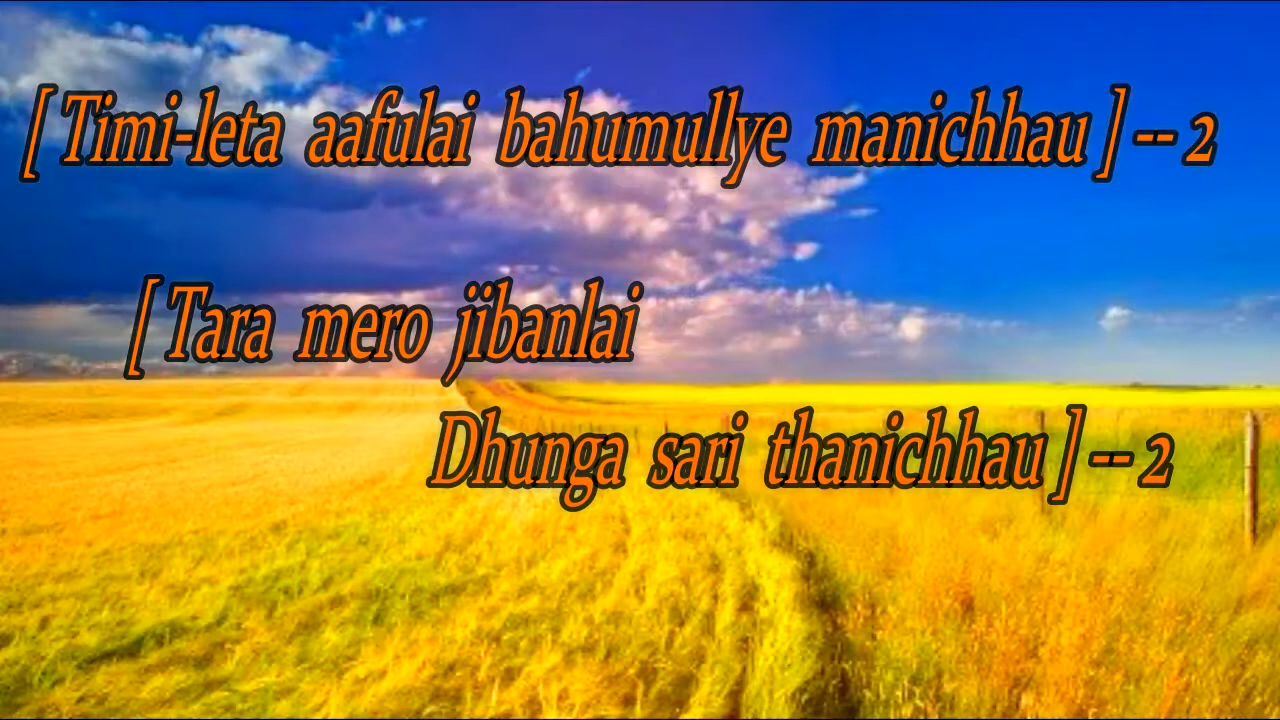 [ Timi-leta aafulai bahumullye manichhau ] -- 2
[ Tara mero jibanlai
Dhunga sari thanichhau ] -- 2